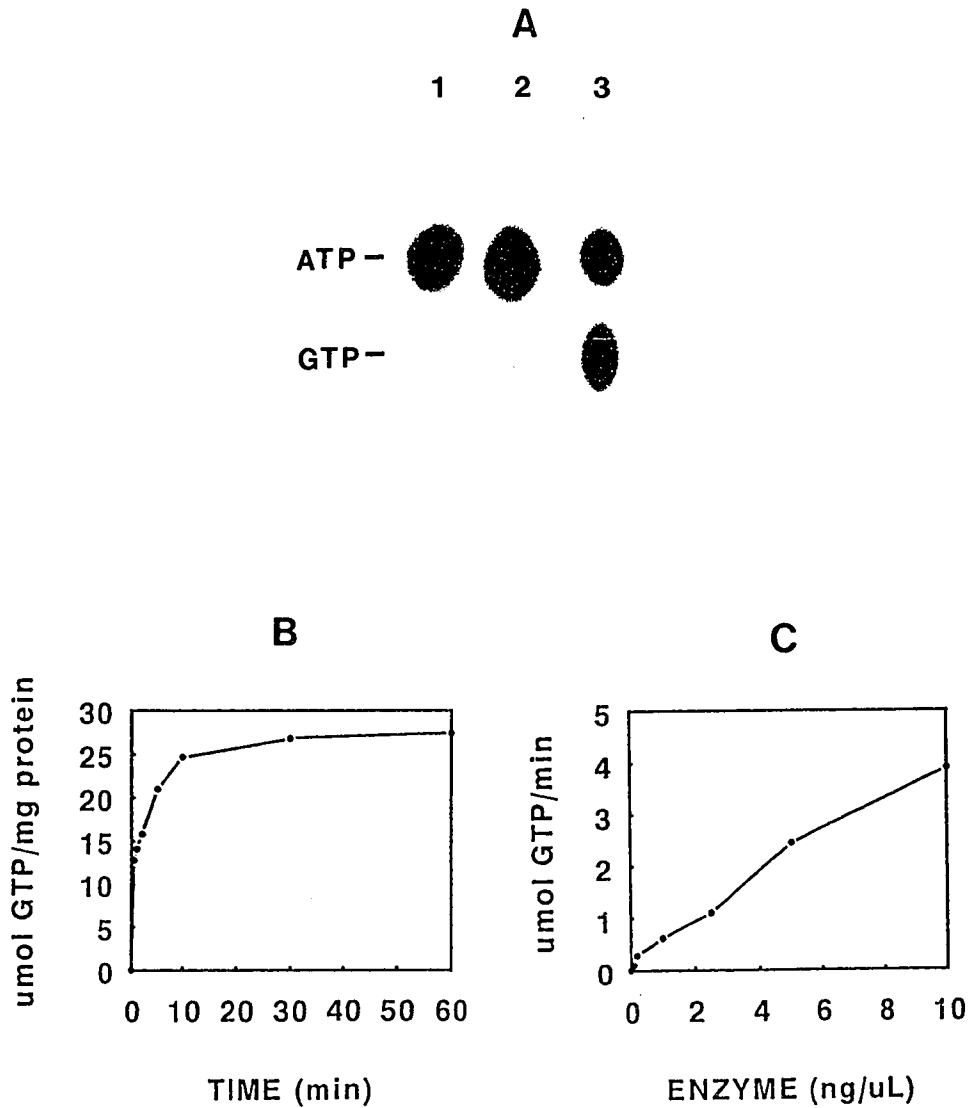 A
1 2 3
ATP
GTP
B
umol GTP/mg protein
30
25
20
15
10
5
0
0 10 20 30 40 50 60
TIME (min)
C
umol GTP/min
5
4
3
2
1
0
0 2 4 6 8 10
ENZYME (ng/uL)